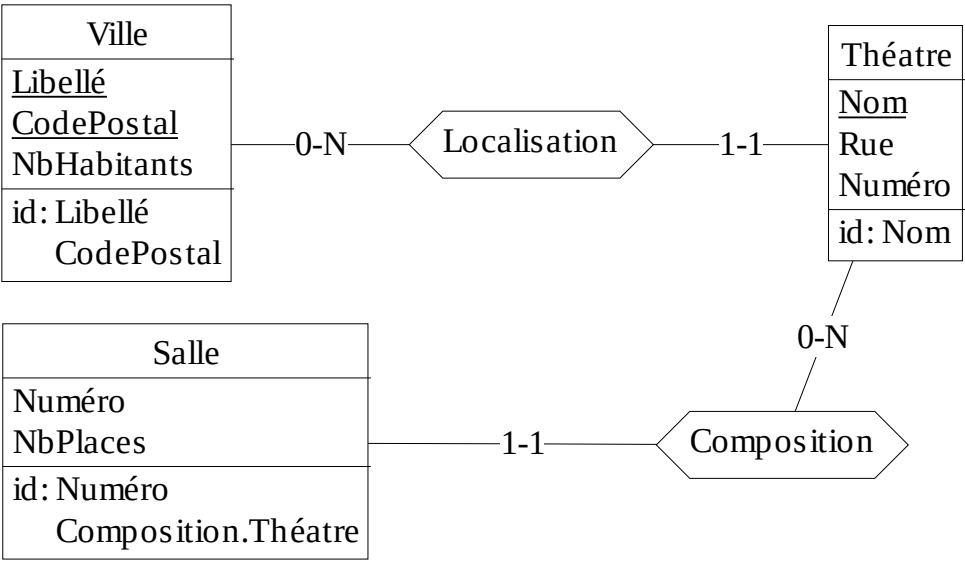 Ville
Libellé
CodePostal
NbHabitants
id: Libellé
CodePostal
0-N
Localisation
1-1
Théatre
Nom
Rue
Numéro
id: Nom
0-N
Salle
Numéro
NbPlaces
id: Numéro
Composition.Théatre
1-1
Composition